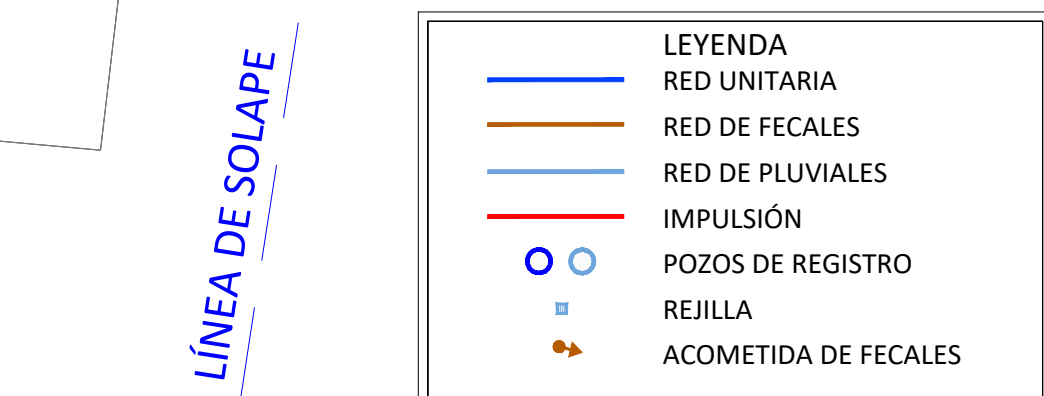 LÍNEA DE SOLAPE
LEYENDA
RED UNITARIA
RED DE FECALES
RED DE PLUVIALES
IMPULSIÓN
POZOS DE REGISTRO
REJILLA
ACOMETIDA DE FECALES